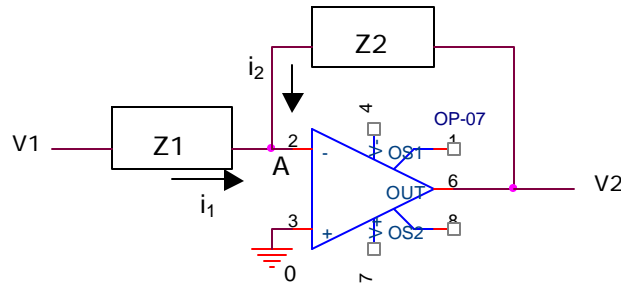 Z2
i₂
4
OP-07
V1
Z1
2
-
V-
OS1
1
A
OUT
6
V2
i₁
3
+
V+
OS2
8
0
7